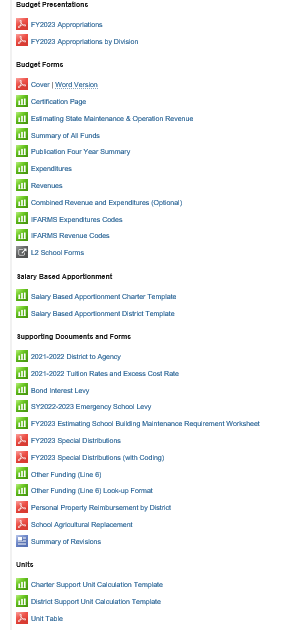 Budget Presentations
FY2023 Appropriations
FY2023 Appropriations by Division
Budget Forms
Cover | Word Version
Certification Page
Estimating State Maintenance & Operation Revenue
Summary of All Funds
Publication Four Year Summary
Expenditures
Revenues
Combined Revenue and Expenditures (Optional)
IFARMS Expenditures Codes
IFARMS Revenue Codes
L2 School Forms
Salary Based Apportionment
Salary Based Apportionment Charter Template
Salary Based Apportionment District Template
Supporting Documents and Forms
2021-2022 District to Agency
2021-2022 Tuition Rates and Excess Cost Rate
Bond Interest Levy
SY2022-2023 Emergency School Levy
FY2023 Estimating School Building Maintenance Requirement Worksheet
FY2023 Special Distributions
FY2023 Special Distributions (with Coding)
Other Funding (Line 6)
Other Funding (Line 6) Look-up Format
Personal Property Reimbursement by District
School Agricultural Replacement
Summary of Revisions
Units
Charter Support Unit Calculation Template
District Support Unit Calculation Template
Unit Table